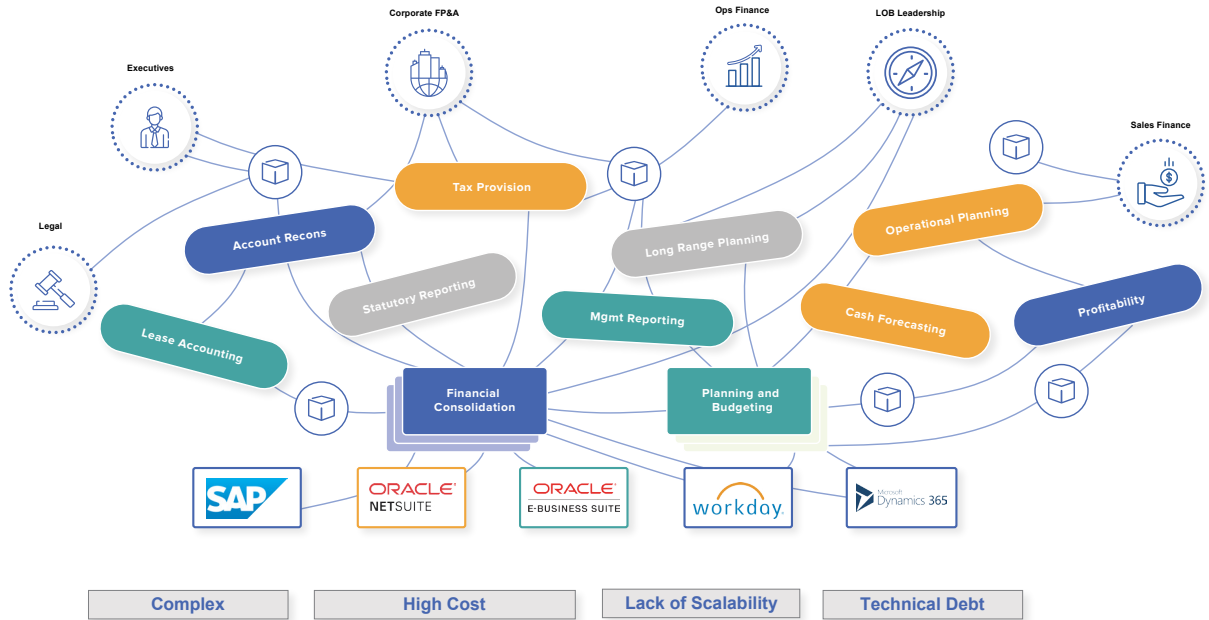 Corporate FP&A
Ops Finance
LOB Leadership
Executives
Sales Finance
Legal
Tax Provision
Account Recons
Long Range Planning
Operational Planning
Statutory Reporting
Mgmt Reporting
Cash Forecasting
Profitability
Lease Accounting
Financial
Consolidation
Planning and
Budgeting
SAP
ORACLE
NETSUITE
ORACLE
E-BUSINESS SUITE
workday.
Microsoft
Dynamics 365
Complex
High Cost
Lack of Scalability
Technical Debt